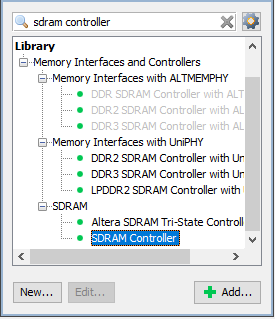 sdram controller
Library
Memory Interfaces and Controllers
Memory Interfaces with ALTMEMPHY
DDR SDRAM Controller with ALT
DDR2 SDRAM Controller with AL
DDR3 SDRAM Controller with AL
Memory Interfaces with UniPHY
DDR2 SDRAM Controller with Un
DDR3 SDRAM Controller with Un
LPDDR2 SDRAM Controller with
SDRAM
Altera SDRAM Tri-State Controll
SDRAM Controller
New...
Edit...
Add...